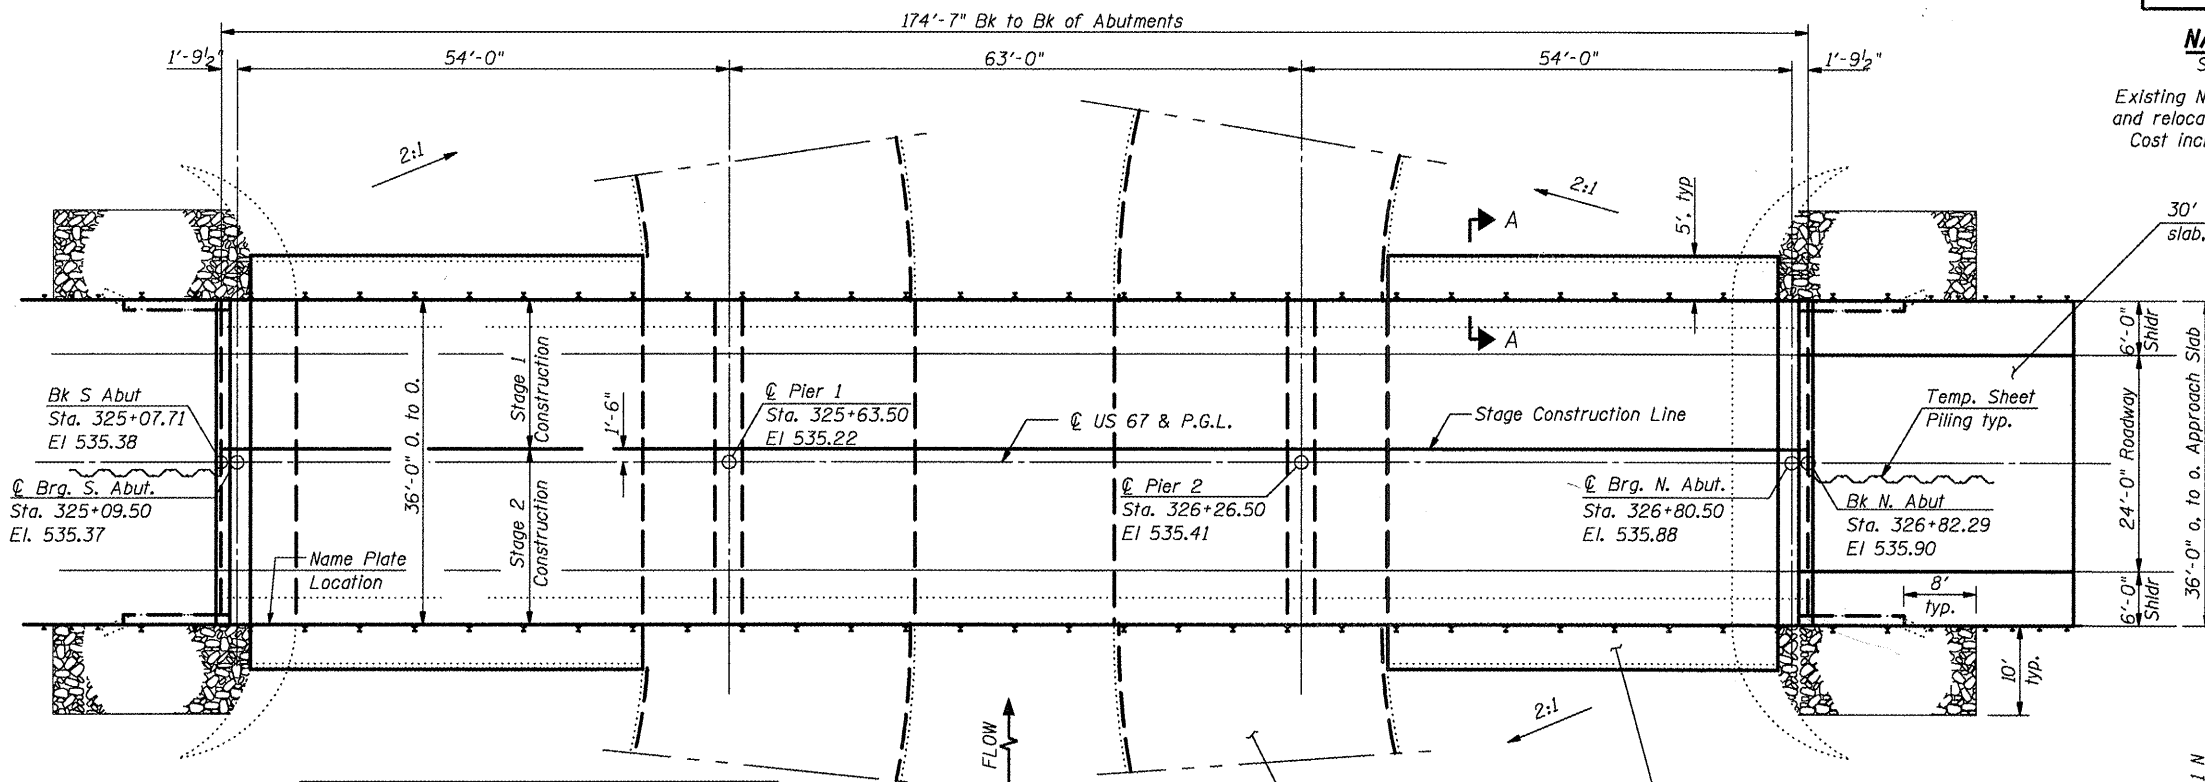 174'-7" Bk to Bk of Abutments
1'-9½"
54'-0"
63'-0"
54'-0"
1'-9½"
Existing
and
Cost
2:1
2:1
A
5'. typ
30'
slab,
A
6'-0"
Shldr
Bk S Abut
Sta. 325+07.71
El 535.38
36'-0" O. to O.
Stage 1
Construction
1'-6"
℄ Pier 1
Sta. 325+63.50
El 535.22
℄ US 67 & P.G.L.
Stage Construction Line
Temp. Sheet
Piling typ.
24'-0" Roadway
36'-0" o. to o. Approach Slab
℄ Brg. S. Abut.
Sta. 325+09.50
El. 535.37
Stage 2
Construction
℄ Pier 2
Sta. 326+26.50
El 535.41
℄ Brg. N. Abut.
Sta. 326+80.50
El. 535.88
Bk N. Abut
Sta. 326+82.29
El 535.90
Name Plate
Location
8'
typ.
6'-0"
Shldr
10'
typ.
FLOW
2:1
1 N